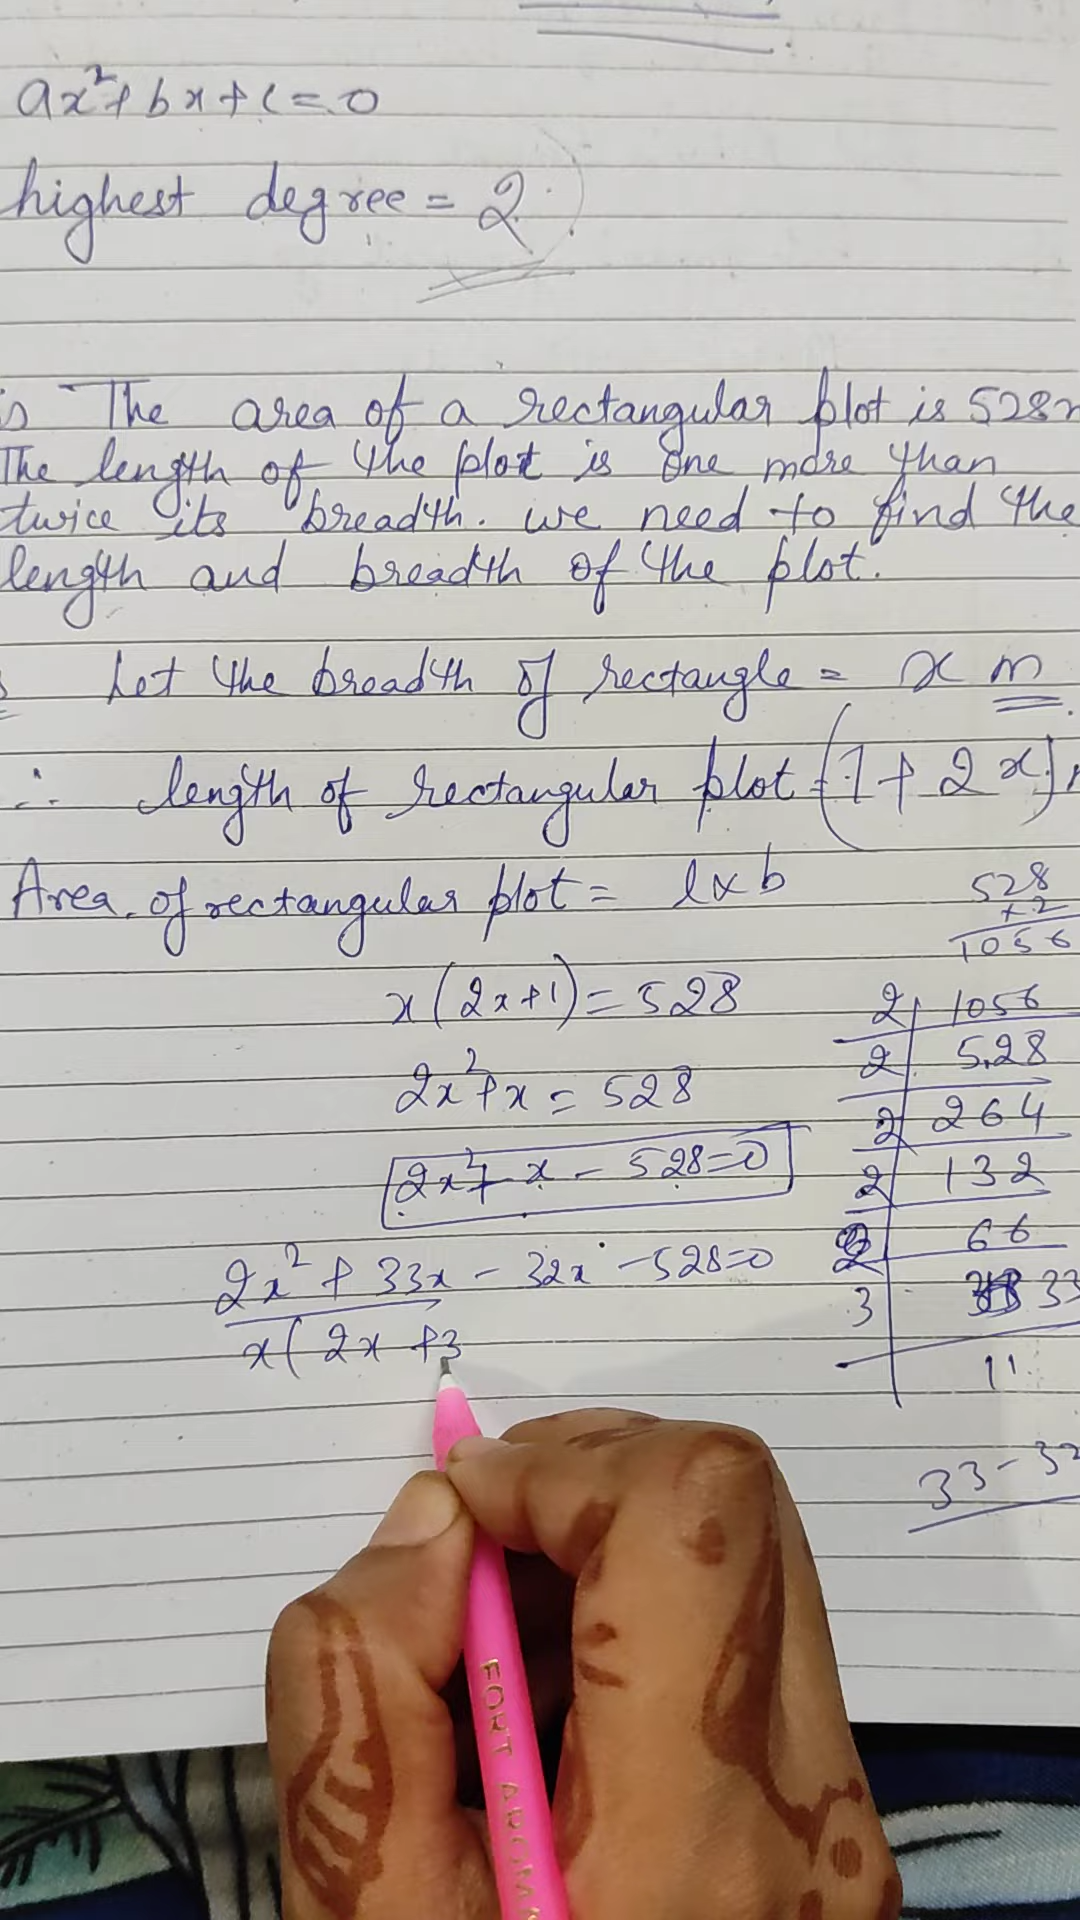 ax²+bx+c=0
highest degree = 2
The area of a rectangular plot is 528
The length of the plot is one more than
twice its breadth. we need to find the
length and breadth of the plot.
Let the breadth of rectangle = x m
∴ length of rectangular plot = (1+2x)
Area of rectangular plot = l×b
x(2x+1)=528
2x²+x=528
2x²+x-528=0
2x²+33x-32x-528=0
x(2x+3
528
×2
1056
2 1056
2 528
2 264
2 132
2 66
3 33
11
33-32
FORT AROMA